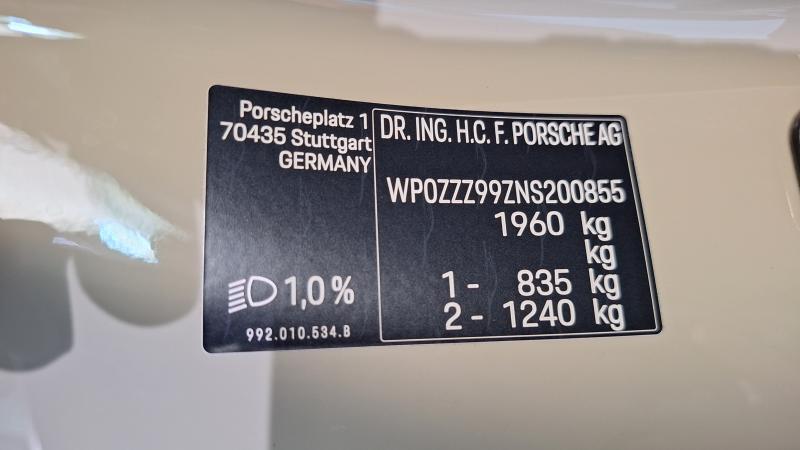 Porscheplatz 1
70435 Stuttgart
GERMANY
1,0%
992.010.534.B
DR. ING. H.C. F. PORSCHE AG
WP0ZZZ99ZNS200855
1960 kg
kg
1 - 835 kg
2 - 1240 kg